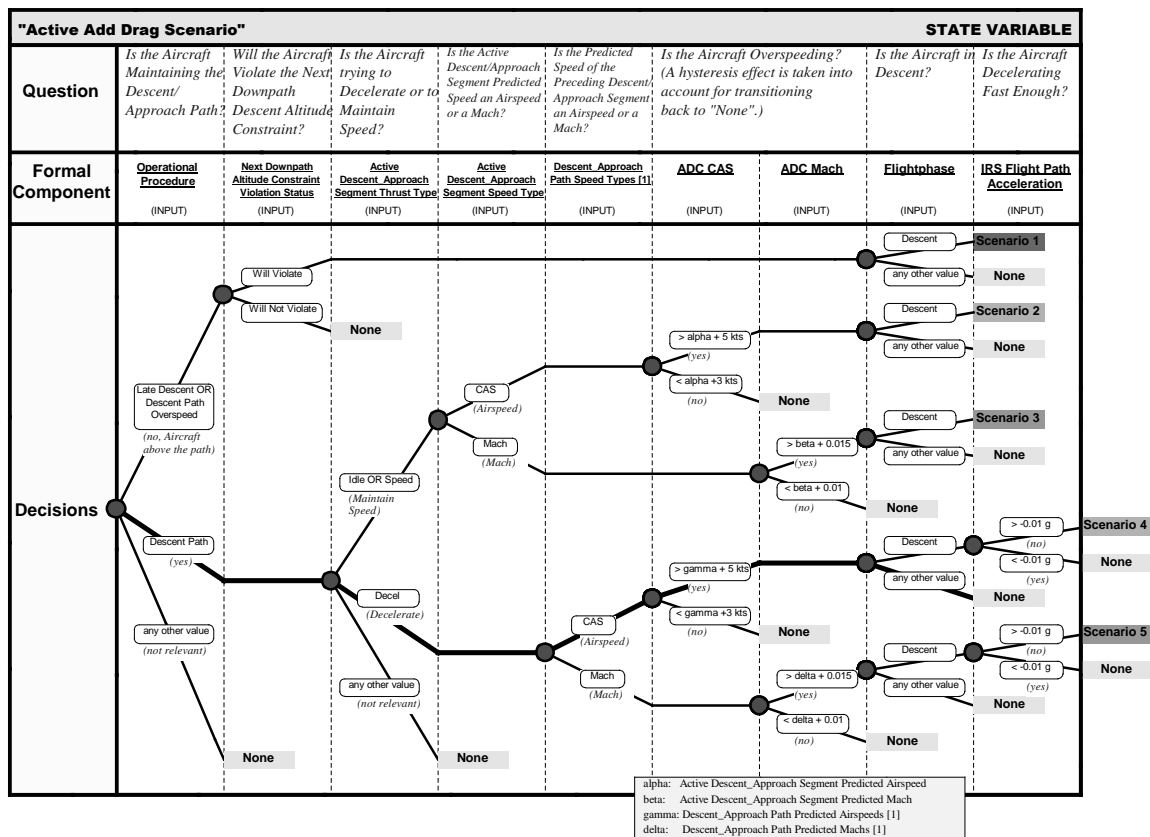 "Active Add Drag Scenario"
STATE VARIABLE
Question
Is the Aircraft
Maintaining the
Descent/
Approach Path?
Will the Aircraft
Violate the Next
Downpath
Descent Altitude
Constraint?
Is the Aircraft
trying to
Decelerate or to
Maintain
Speed?
Is the Active
Descent/Approach
Segment Predicted
Speed an Airspeed
or a Mach?
Is the Predicted
Speed of the
Preceding Descent/
Approach Segment
an Airspeed or a
Mach?
Is the Aircraft Overspeeding?
(A hysteresis effect is taken into
account for transitioning
back to "None".)
Is the Aircraft in
Descent?
Is the Aircraft
Decelerating
Fast Enough?
Formal
Component
Operational
Procedure
(INPUT)
Next Downpath
Altitude Constraint
Violation Status
(INPUT)
Active
Descent_Approach
Segment Thrust Type
(INPUT)
Active
Descent_Approach
Segment Speed Type
(INPUT)
Descent_Approach
Path Speed Types [1]
(INPUT)
ADC CAS
(INPUT)
ADC Mach
(INPUT)
Flightphase
(INPUT)
IRS Flight Path
Acceleration
(INPUT)
Decisions
Descent
Scenario 1
Will Violate
any other value
None
Will Not Violate
None
Descent
Scenario 2
> alpha + 5 kts
(yes)
any other value
None
Late Descent OR
Descent Path
Overspeed
(no, Aircraft
above the path)
CAS
(Airspeed)
< alpha +3 kts
(no)
None
Descent
Scenario 3
Mach
(Mach)
> beta + 0.015
(yes)
any other value
None
Idle OR Speed
(Maintain
Speed)
< beta + 0.01
(no)
None
> -0.01 g
(no)
Scenario 4
Descent Path
(yes)
Descent
< -0.01 g
(yes)
None
> gamma + 5 kts
(yes)
any other value
None
Decel
(Decelerate)
CAS
(Airspeed)
< gamma +3 kts
(no)
None
any other value
(not relevant)
> -0.01 g
(no)
Scenario 5
Descent
< -0.01 g
(yes)
None
Mach
(Mach)
> delta + 0.015
(yes)
any other value
None
any other value
(not relevant)
< delta + 0.01
(no)
None
None
None
alpha: Active Descent_Approach Segment Predicted Airspeed
beta: Active Descent_Approach Segment Predicted Mach
gamma: Descent_Approach Path Predicted Airspeeds [1]
delta: Descent_Approach Path Predicted Machs [1]